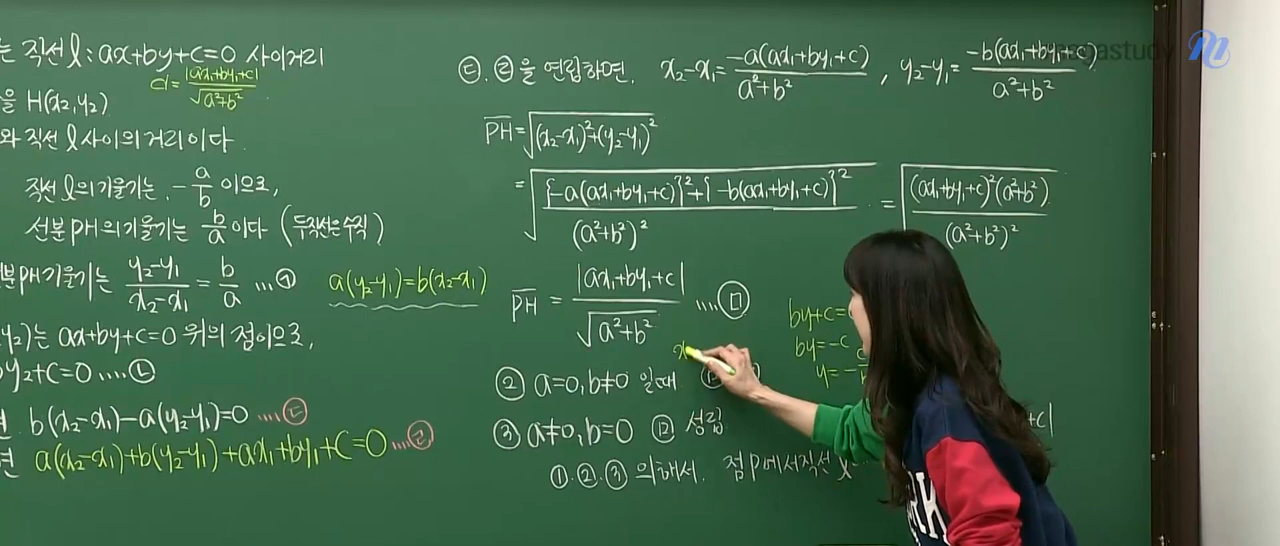 는 직선 l : ax+by+c=0 사이거리
d = |ax₁+by₁+c| / √(a²+b²)
을 H(x₂,y₂)
와 직선 l 사이의 거리이다.
직선 l의 기울기는 -a/b 이므로,
선분 PH의 기울기는 b/a 이다 (두직선은수직)
분PH기울기는 (y₂-y₁)/(x₂-x₁) = b/a ...㉠ a(y₂-y₁)=b(x₂-x₁)
y₂)는 ax+by+c=0 위의 점이므로,
by₂+c=0 ....㉡
면 b(x₂-x₁)-a(y₂-y₁)=0 ....㉢
면 a(x₂-x₁)+b(y₂-y₁)+ax₁+by₁+c=0 ....㉣
㉢.㉣을 연립하면. x₂-x₁ = -a(ax₁+by₁+c) / (a²+b²) , y₂-y₁ = -b(ax₁+by₁+c) / (a²+b²)
megastudy
PH = √((x₂-x₁)²+(y₂-y₁)²)
= √({-a(ax₁+by₁+c)}²+{-b(ax₁+by₁+c)}² / (a²+b²)²) = √((ax₁+by₁+c)²(a²+b²) / (a²+b²)²)
PH = |ax₁+by₁+c| / √(a²+b²) ....㉤
by+c=
by=-c
y=-
x
② a=0, b≠0 일때
③ a≠0, b=0 성립
+c|
①.②.③ 의해서. 점P에서직선 l